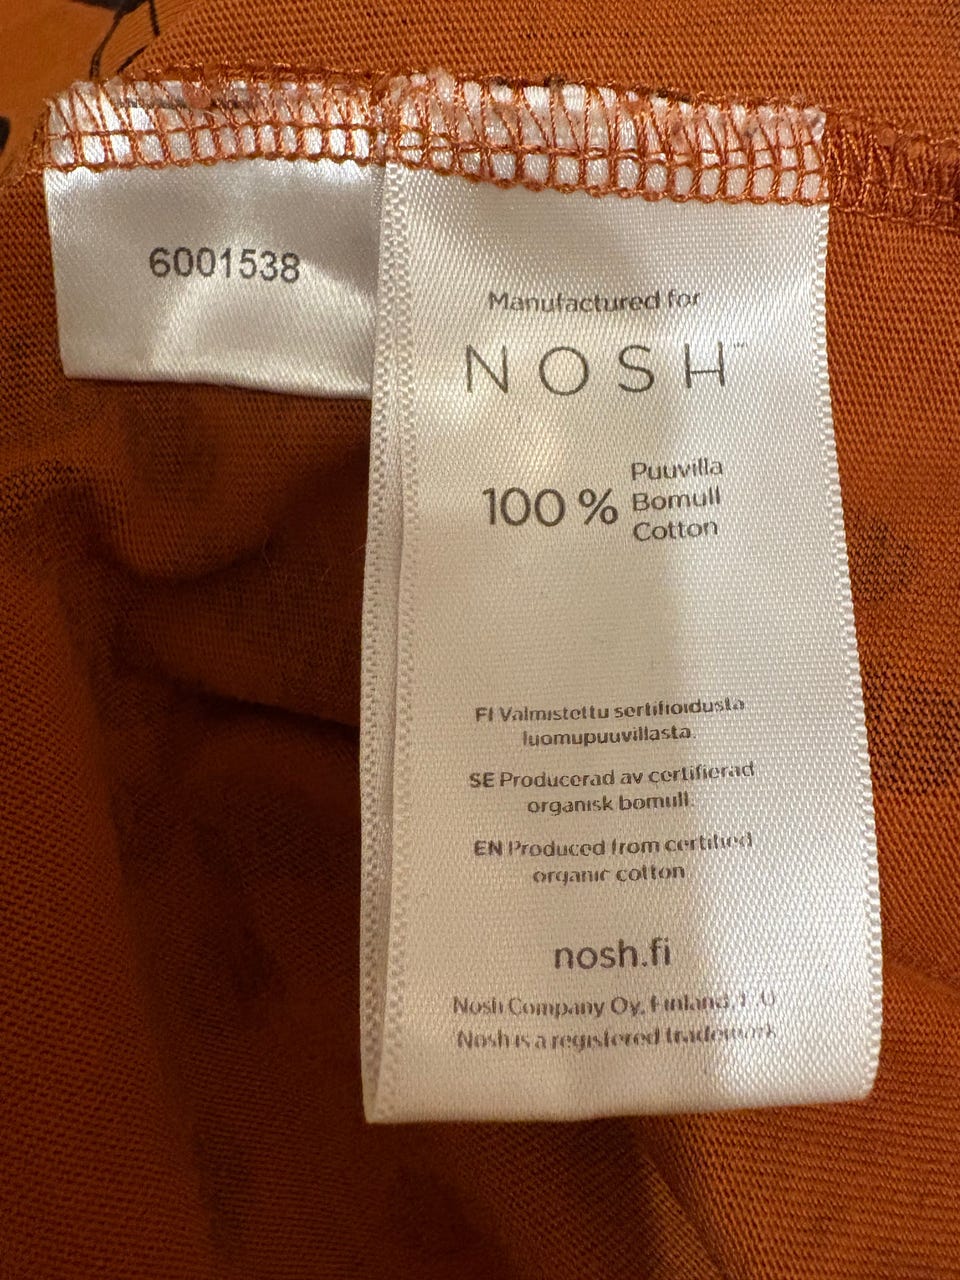 6001538
Manufactured for
NOSH™
100 % Puuvilla
Bomull
Cotton
FI Valmistettu sertifioidusta
luomupuuvillasta.
SE Producerad av certifierad
organisk bomull.
EN Produced from certified
organic cotton
nosh.fi
Nosh Company Oy, Finland,
Nosh is a registered trademark